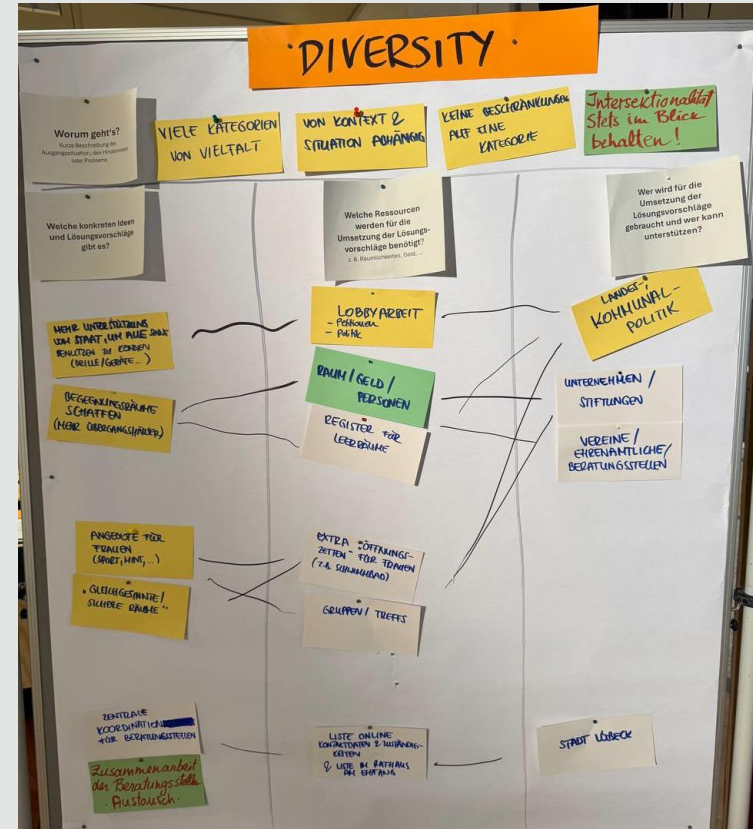 ·DIVERSITY·
Worum geht's?
Kurze Beschreibung der
Ausgangssituation, des Hindernisses
oder Problems
VIELE KATEGORIEN
VON VIELFALT
VON KONTEXT &
SITUATION ABHÄNGIG
KEINE BESCHRÄNKUNGEN
AUF EINE
KATEGORIE
Intersektionalität
stets im Blick
behalten!
Welche konkreten Ideen
und Lösungsvorschläge
gibt es?
Welche Ressourcen
werden für die
Umsetzung der Lösungs-
vorschläge benötigt?
z. B. Räumlichkeiten, Geld, ...
Wer wird für die
Umsetzung der
Lösungsvorschläge
gebraucht und wer kann
unterstützen?
MEHR UNTERSTÜTZUNG
VOM STAAT, UM ALLE SINNE
BENUTZEN ZU KÖNNEN
(BRILLE/GERÄTE...)
LOBBYARBEIT
- Petitionen
- Politik
LANDES-/
KOMMUNAL-
POLITIK
BEGEGNUNGSRÄUME
SCHAFFEN
(MEHR ÜBERGANGSHÄUSER)
RAUM/GELD/
PERSONEN
REGISTER FÜR
LEERRÄUME
UNTERNEHMEN /
STIFTUNGEN
VEREINE/
EHRENAMTLICHE/
BERATUNGSSTELLEN
ANGEBOTE FÜR
FRAUEN
(SPORT, MINT, ...)
„GLEICHGESINNTE/
SICHERE RÄUME"
EXTRA ÖFFNUNGS-
ZEITEN FÜR FRAUEN
(Z.B. SCHWIMMBAD)
GRUPPEN/ TREFFS
ZENTRALE
KOORDINATION
FÜR BERATUNGSSTELLEN
Zusammenarbeit
der Beratungsstellen
· Austausch ·
LISTE ONLINE
KONTAKTDATEN & ZUSTÄNDIG-
KEITEN
& LISTE IM RATHAUS
AM EINGANG
STADT LÜBECK